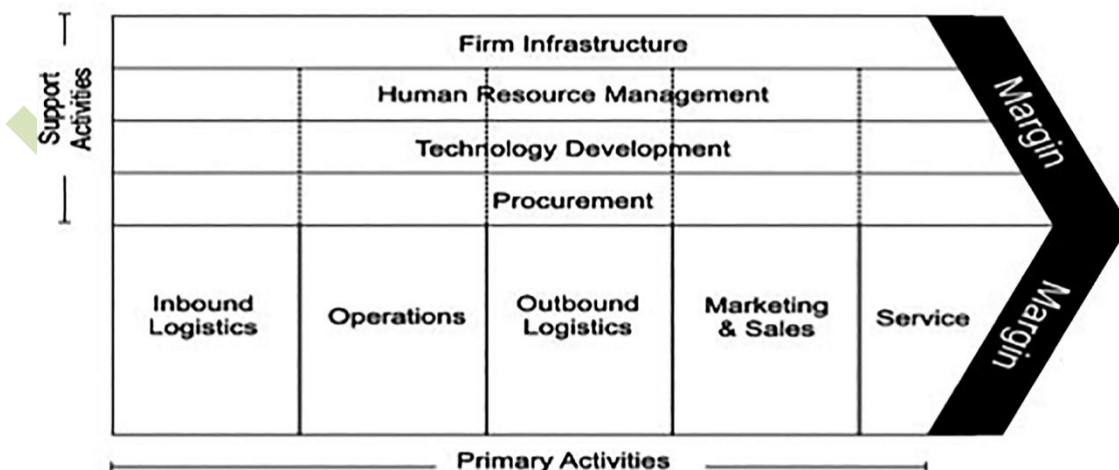 Support
Activities
Firm Infrastructure
Human Resource Management
Technology Development
Procurement
Margin
Inbound
Logistics
Operations
Outbound
Logistics
Marketing
& Sales
Service
Margin
Primary Activities